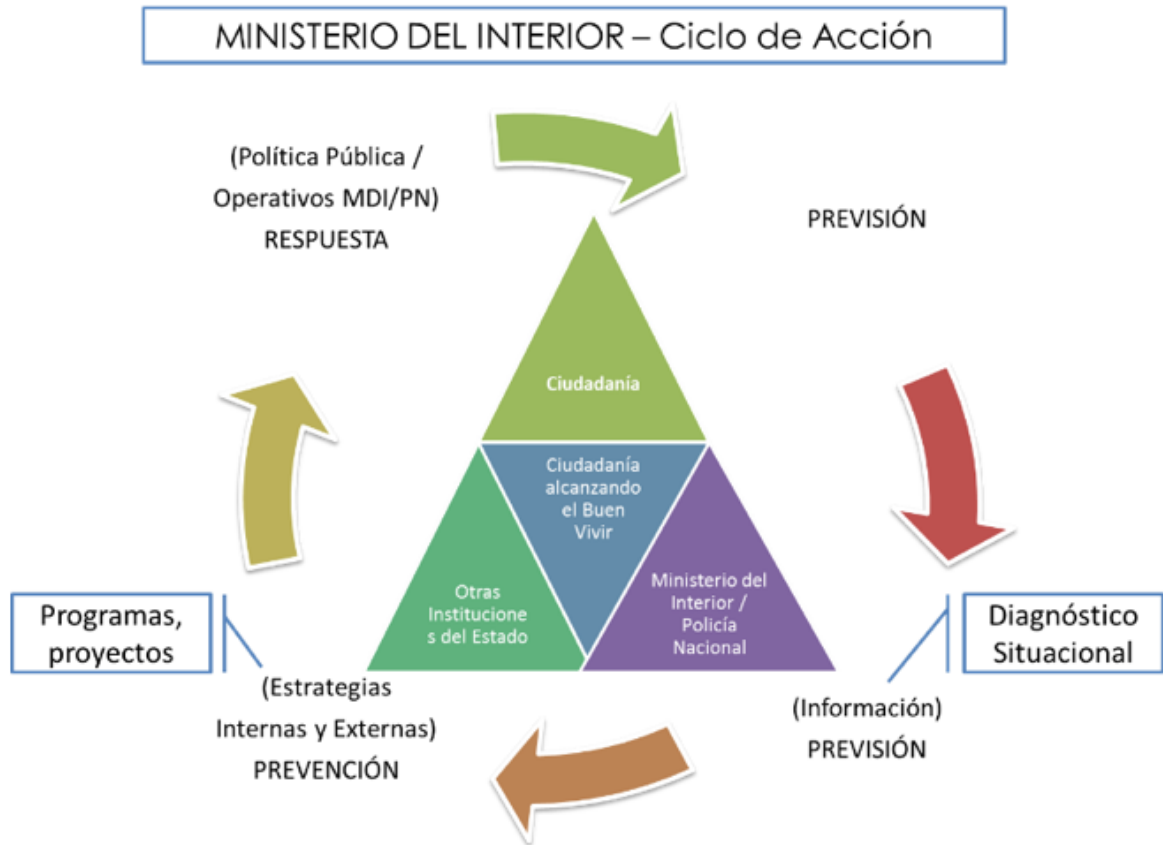 MINISTERIO DEL INTERIOR – Ciclo de Acción
(Política Pública /
Operativos MDI/PN)
RESPUESTA
PREVISIÓN
Ciudadanía
Ciudadanía
alcanzando
el Buen
Vivir
Otras
Institucione
s del Estado
Ministerio del
Interior /
Policía
Nacional
Programas,
proyectos
Diagnóstico
Situacional
(Estrategias
Internas y Externas)
PREVENCIÓN
(Información)
PREVISIÓN